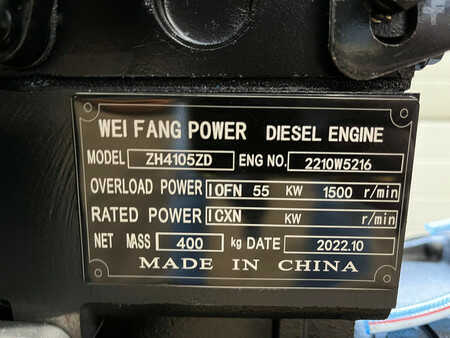 WEI FANG POWER DIESEL ENGINE
MODEL ZH4105ZD ENG NO. 2210W5216
OVERLOAD POWER IOFN 55 KW 1500 r/min
RATED POWER ICXN KW r/min
NET MASS 400 kg DATE 2022.10
MADE IN CHINA